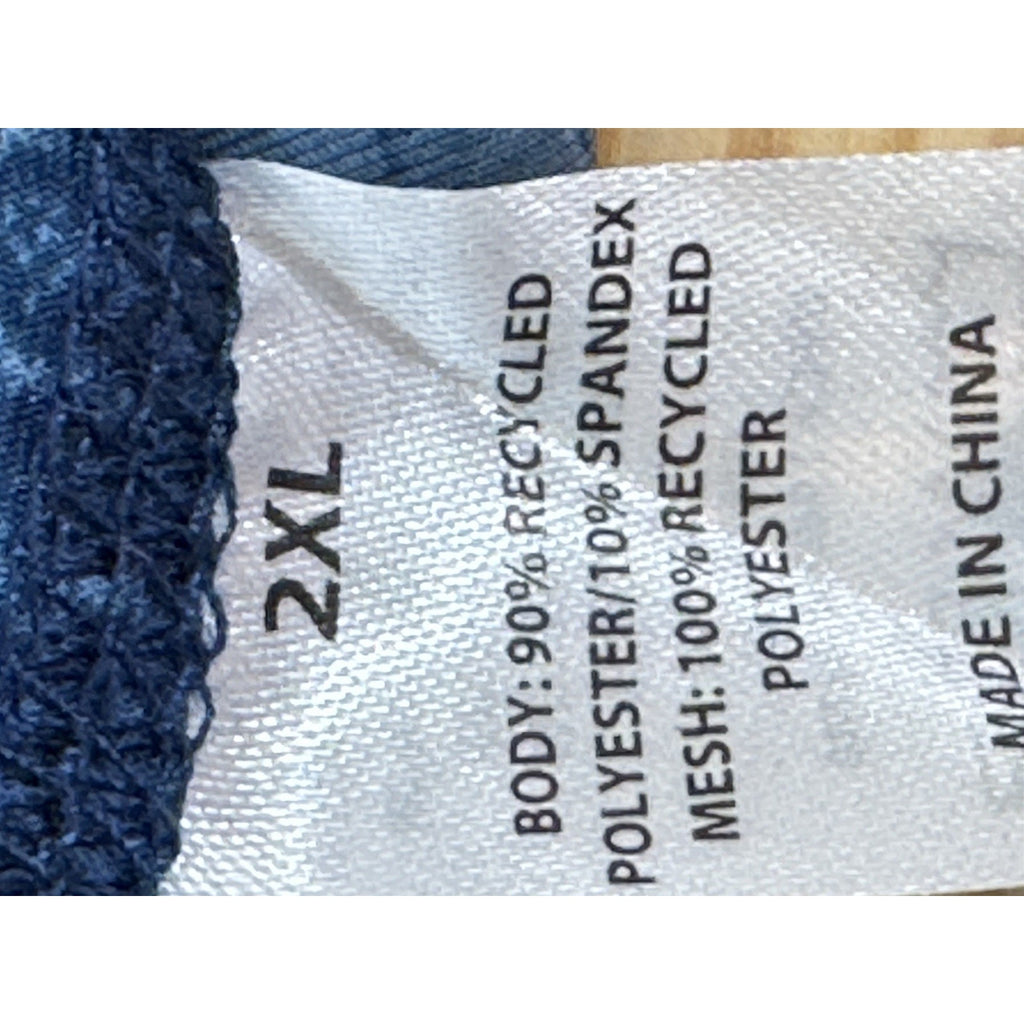 2XL
BODY: 90% RECYCLED
POLYESTER/10% SPANDEX
MESH: 100% RECYCLED
POLYESTER
MADE IN CHINA